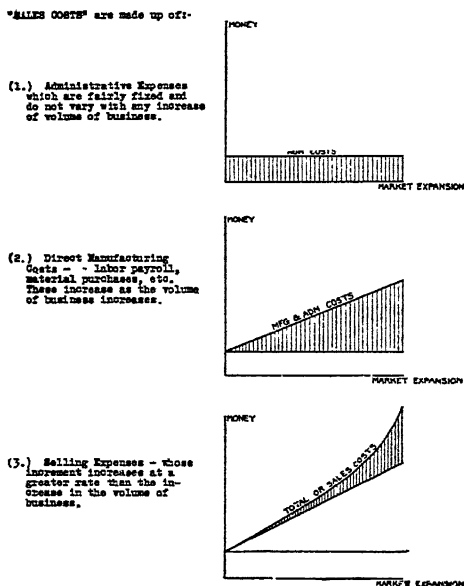 "SALES COSTS" are made up of:-
MONEY
(1.) Administrative Expenses
which are fairly fixed and
do not vary with any increase
of volume of business.
ADM COSTS
MARKET EXPANSION
MONEY
(2.) Direct Manufacturing
Costs - - labor payroll,
material purchases, etc.
These increase as the volume
of business increases.
MFG & ADM COSTS
MARKET EXPANSION
MONEY
(3.) Selling Expenses - whose
increment increases at a
greater rate than the in-
crease in the volume of
business.
TOTAL OR SALES COSTS
MARKET EXPANSION